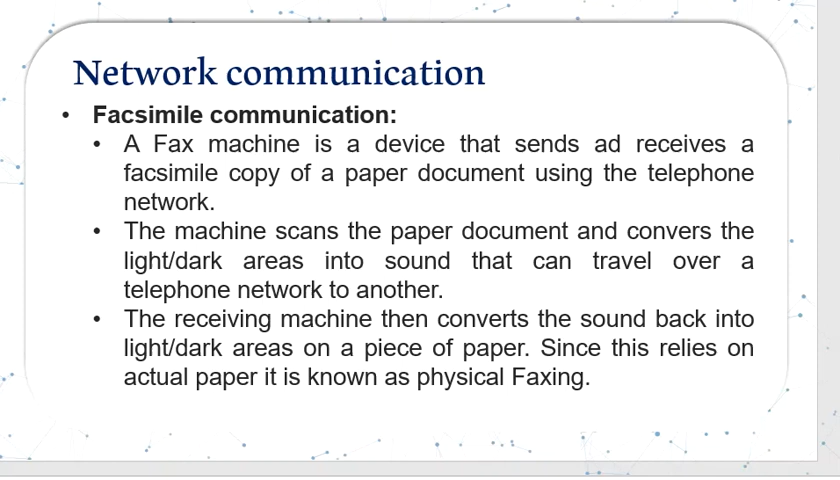 Network communication
• Facsimile communication:
• A Fax machine is a device that sends ad receives a
facsimile copy of a paper document using the telephone
network.
• The machine scans the paper document and convers the
light/dark areas into sound that can travel over a
telephone network to another.
• The receiving machine then converts the sound back into
light/dark areas on a piece of paper. Since this relies on
actual paper it is known as physical Faxing.